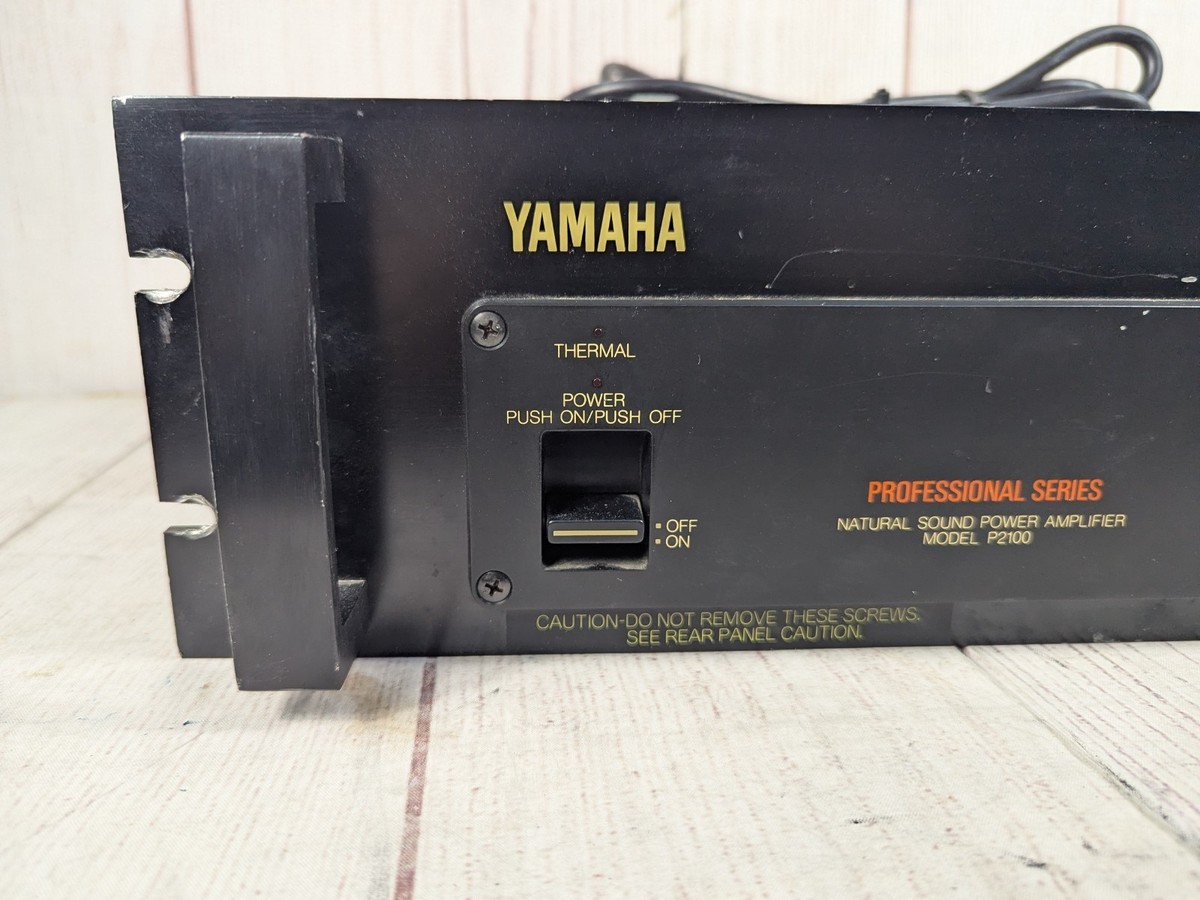 YAMAHA
THERMAL
POWER
PUSH ON/PUSH OFF
OFF
ON
PROFESSIONAL SERIES
NATURAL SOUND POWER AMPLIFIER
MODEL P2100
CAUTION-DO NOT REMOVE THESE SCREWS.
SEE REAR PANEL CAUTION.